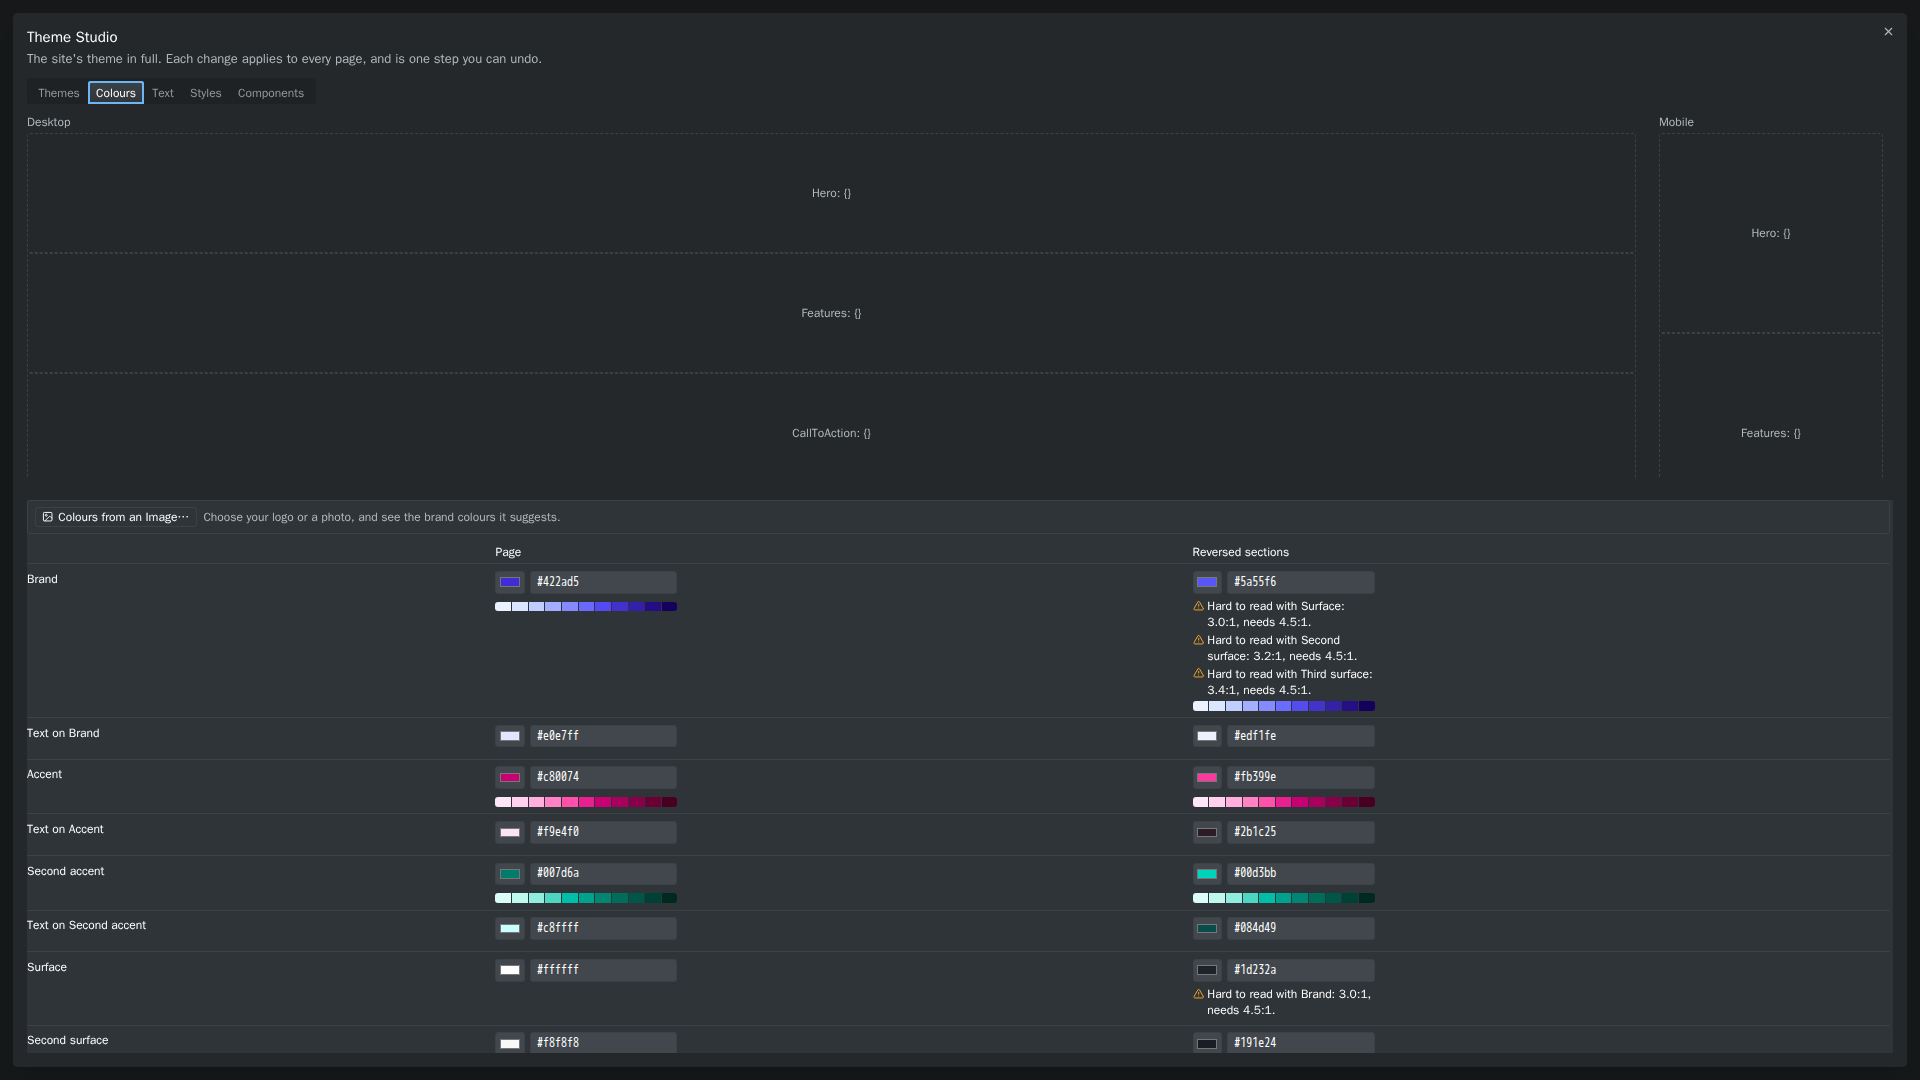 Theme Studio
The site's theme in full. Each change applies to every page, and is one step you can undo.
Themes Colours Text Styles Components
Desktop
Mobile
Hero: {}
Hero: {}
Features: {}
CallToAction: {}
Features: {}
Colours from an Image… Choose your logo or a photo, and see the brand colours it suggests.
Page Reversed sections
Brand #422ad5 #5a55f6
Hard to read with Surface:
3.0:1, needs 4.5:1.
Hard to read with Second
surface: 3.2:1, needs 4.5:1.
Hard to read with Third surface:
3.4:1, needs 4.5:1.
Text on Brand #e0e7ff #edf1fe
Accent #c80074 #fb399e
Text on Accent #f9e4f0 #2b1c25
Second accent #007d6a #00d3bb
Text on Second accent #c8ffff #084d49
Surface #ffffff #1d232a
Hard to read with Brand: 3.0:1,
needs 4.5:1.
Second surface #f8f8f8 #191e24